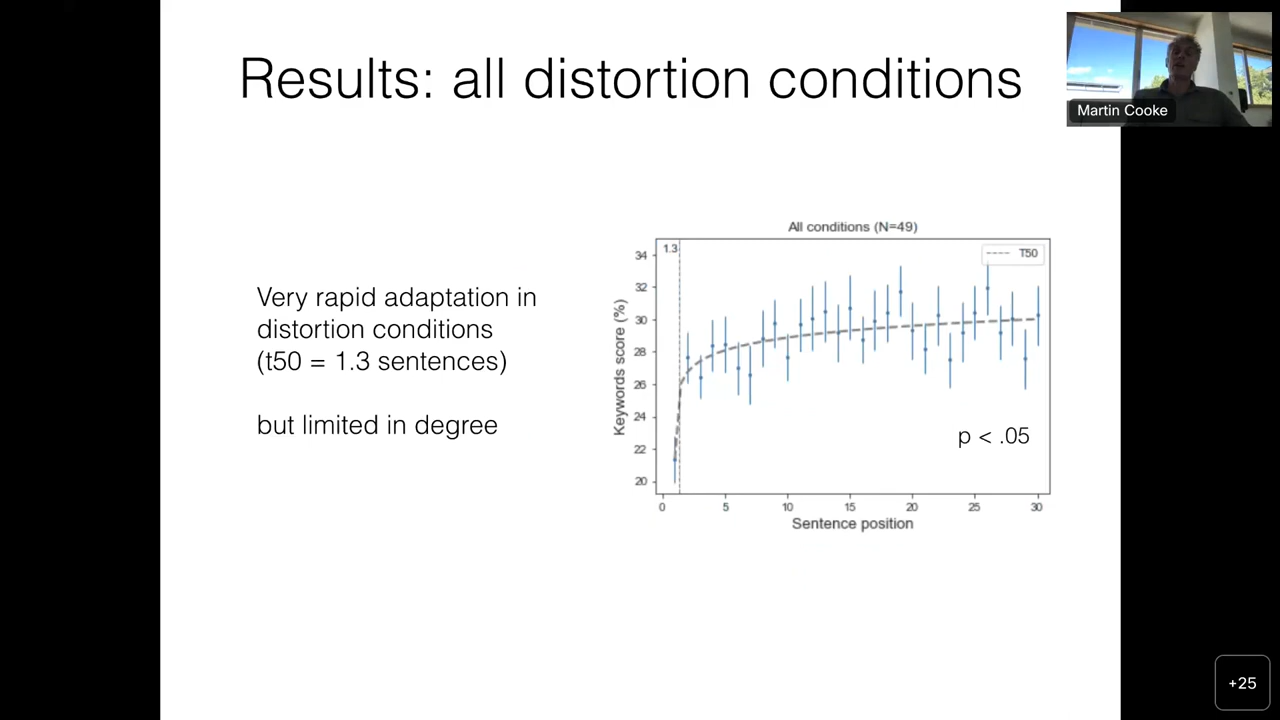 Results: all distortion conditions
Martin Cooke
Very rapid adaptation in
distortion conditions
(t50 = 1.3 sentences)
but limited in degree
All conditions (N=49)
1.3
T50
34
32
30
28
26
24
22
20
Keywords score (%)
p < .05
0 5 10 15 20 25 30
Sentence position
+25